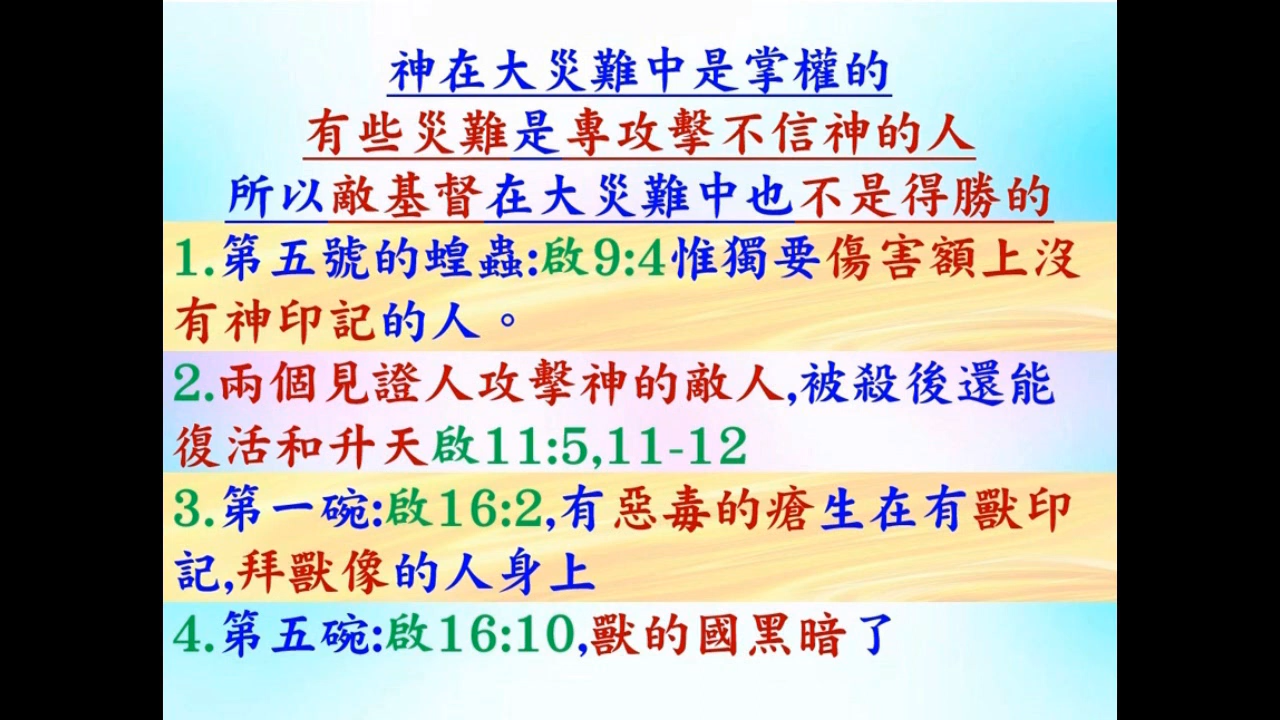 神在大災難中是掌權的
有些災難是專攻擊不信神的人
所以敵基督在大災難中也不是得勝的
1.第五號的蝗蟲:啟9:4惟獨要傷害額上沒
有神印記的人。
2.兩個見證人攻擊神的敵人,被殺後還能
復活和升天啟11:5,11-12
3.第一碗:啟16:2,有惡毒的瘡生在有獸印
記,拜獸像的人身上
4.第五碗:啟16:10,獸的國黑暗了